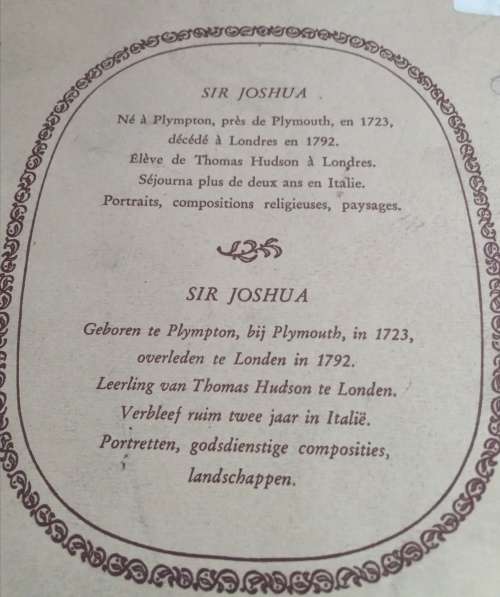 SIR JOSHUA
Né à Plympton, près de Plymouth, en 1723,
décédé à Londres en 1792.
Élève de Thomas Hudson à Londres.
Séjourna plus de deux ans en Italie.
Portraits, compositions religieuses, paysages.
SIR JOSHUA
Geboren te Plympton, bij Plymouth, in 1723,
overleden te Londen in 1792.
Leerling van Thomas Hudson te Londen.
Verbleef ruim twee jaar in Italië.
Portretten, godsdienstige composities,
landschappen.